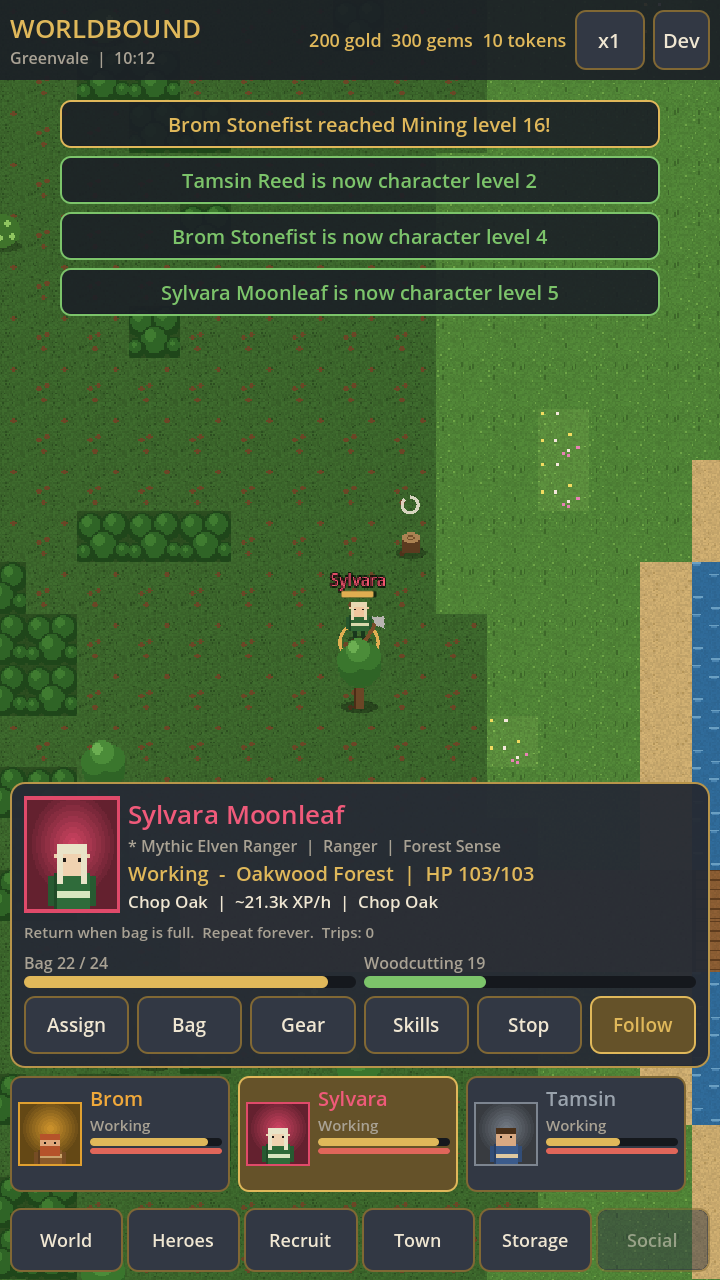 WORLDBOUND
Greenvale | 10:12
200 gold 300 gems 10 tokens
x1
Dev
Brom Stonefist reached Mining level 16!
Tamsin Reed is now character level 2
Brom Stonefist is now character level 4
Sylvara Moonleaf is now character level 5
Sylvara
Sylvara Moonleaf
* Mythic Elven Ranger | Ranger | Forest Sense
Working - Oakwood Forest | HP 103/103
Chop Oak | ~21.3k XP/h | Chop Oak
Return when bag is full. Repeat forever. Trips: 0
Bag 22 / 24
Woodcutting 19
Assign
Bag
Gear
Skills
Stop
Follow
Brom
Working
Sylvara
Working
Tamsin
Working
World
Heroes
Recruit
Town
Storage
Social